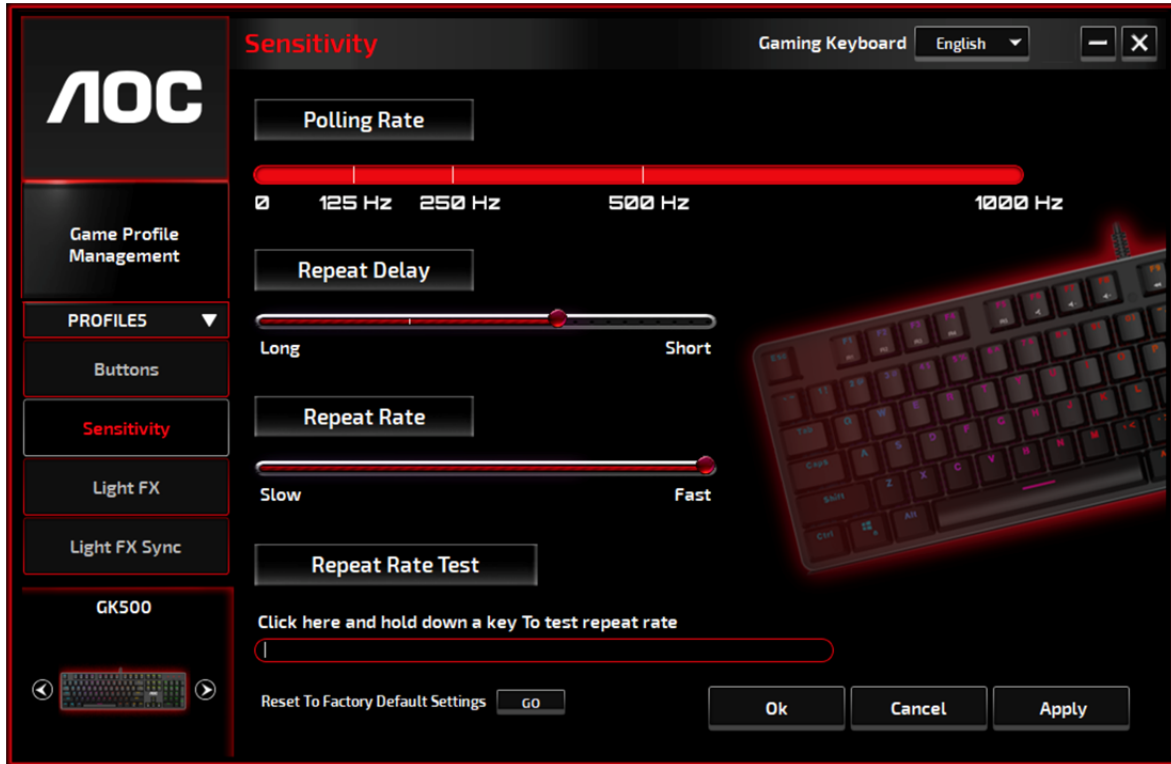 Sensitivity
Gaming Keyboard English
AOC
Polling Rate
0 125 Hz 250 Hz 500 Hz 1000 Hz
Game Profile
Management
Repeat Delay
PROFILE5
Long Short
Buttons
Repeat Rate
Sensitivity
Slow Fast
Light FX
Light FX Sync
Repeat Rate Test
GK500
Click here and hold down a key To test repeat rate
Reset To Factory Default Settings GO
Ok Cancel Apply